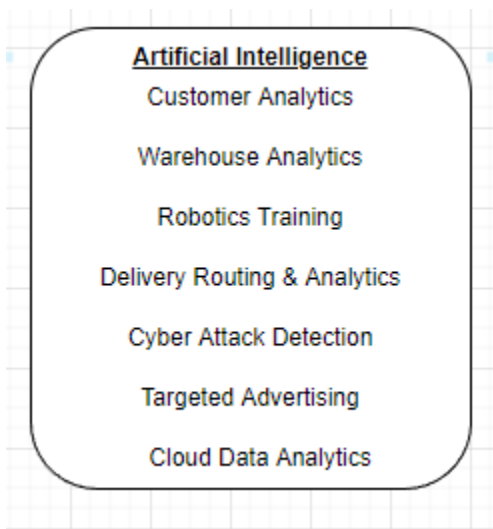 Artificial Intelligence
Customer Analytics
Warehouse Analytics
Robotics Training
Delivery Routing & Analytics
Cyber Attack Detection
Targeted Advertising
Cloud Data Analytics